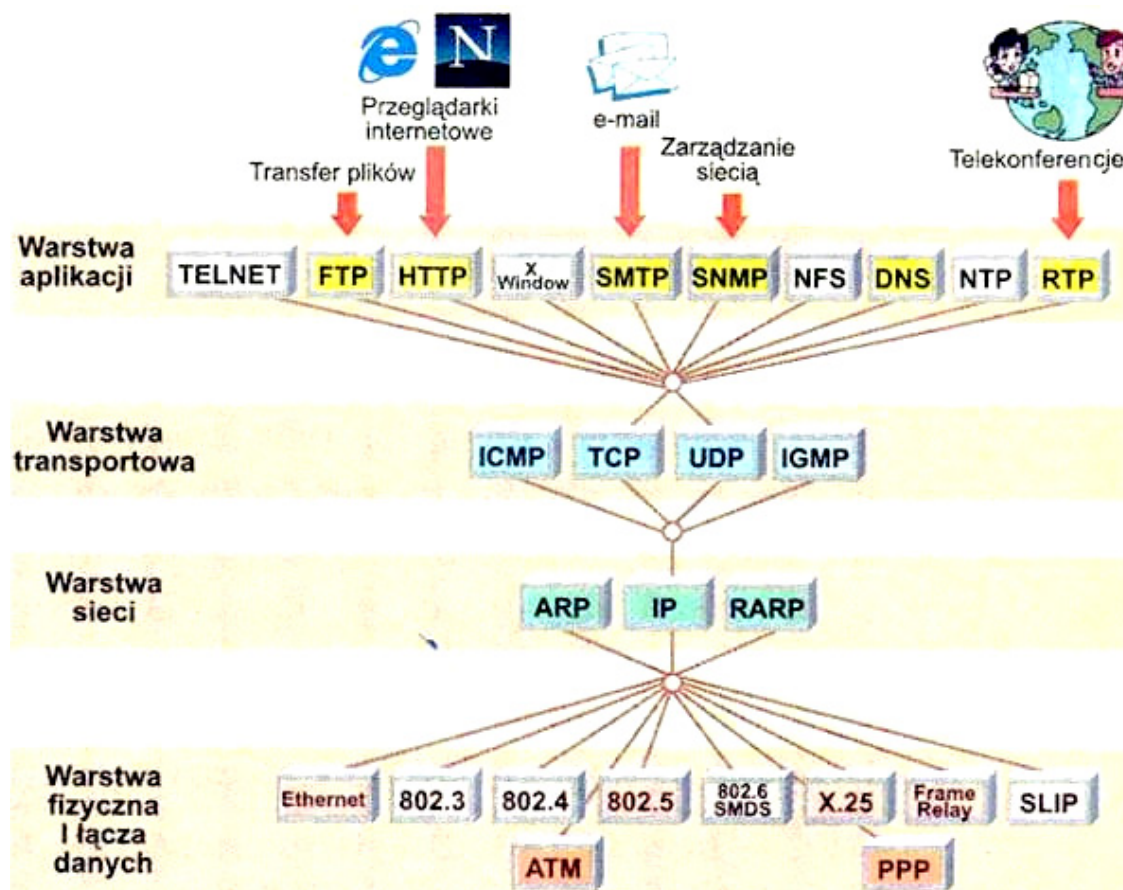 N
Przeglądarki
internetowe
e-mail
Transfer plików
Zarządzanie
siecią
Telekonferencje
Warstwa
aplikacji
TELNET FTP HTTP X Window SMTP SNMP NFS DNS NTP RTP
Warstwa
transportowa
ICMP TCP UDP IGMP
Warstwa
sieci
ARP IP RARP
Warstwa
fizyczna
I łącza
danych
Ethernet 802.3 802.4 802.5 802.6 SMDS X.25 Frame Relay SLIP
ATM PPP